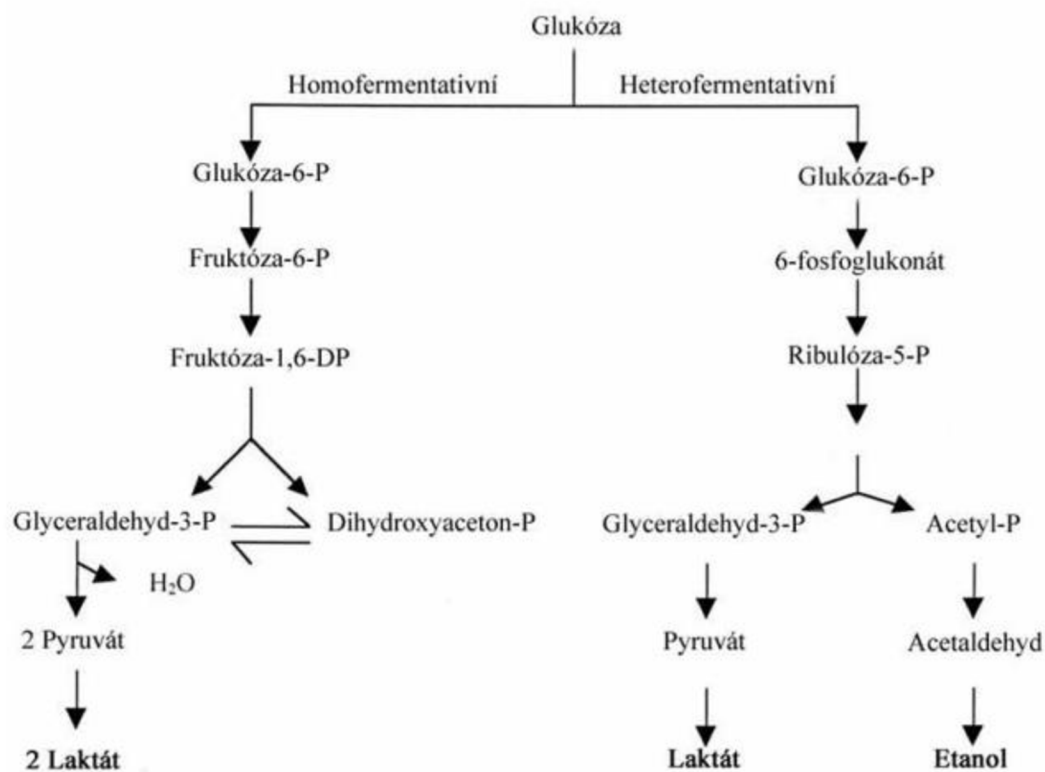 Glukóza
Homofermentativní
Heterofermentativní
Glukóza-6-P
Glukóza-6-P
Fruktóza-6-P
6-fosfoglukonát
Fruktóza-1,6-DP
Ribulóza-5-P
Glyceraldehyd-3-P
Dihydroxyaceton-P
Glyceraldehyd-3-P
Acetyl-P
H₂O
2 Pyruvát
Pyruvát
Acetaldehyd
2 Laktát
Laktát
Etanol